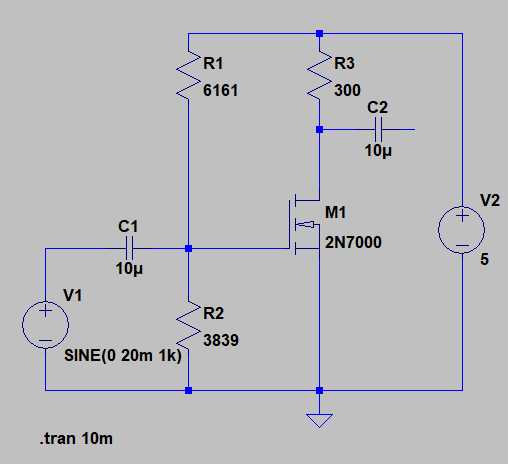 R1
6161
R3
300
C2
10µ
M1
2N7000
V2
5
C1
10µ
V1
SINE(0 20m 1k)
R2
3839
.tran 10m